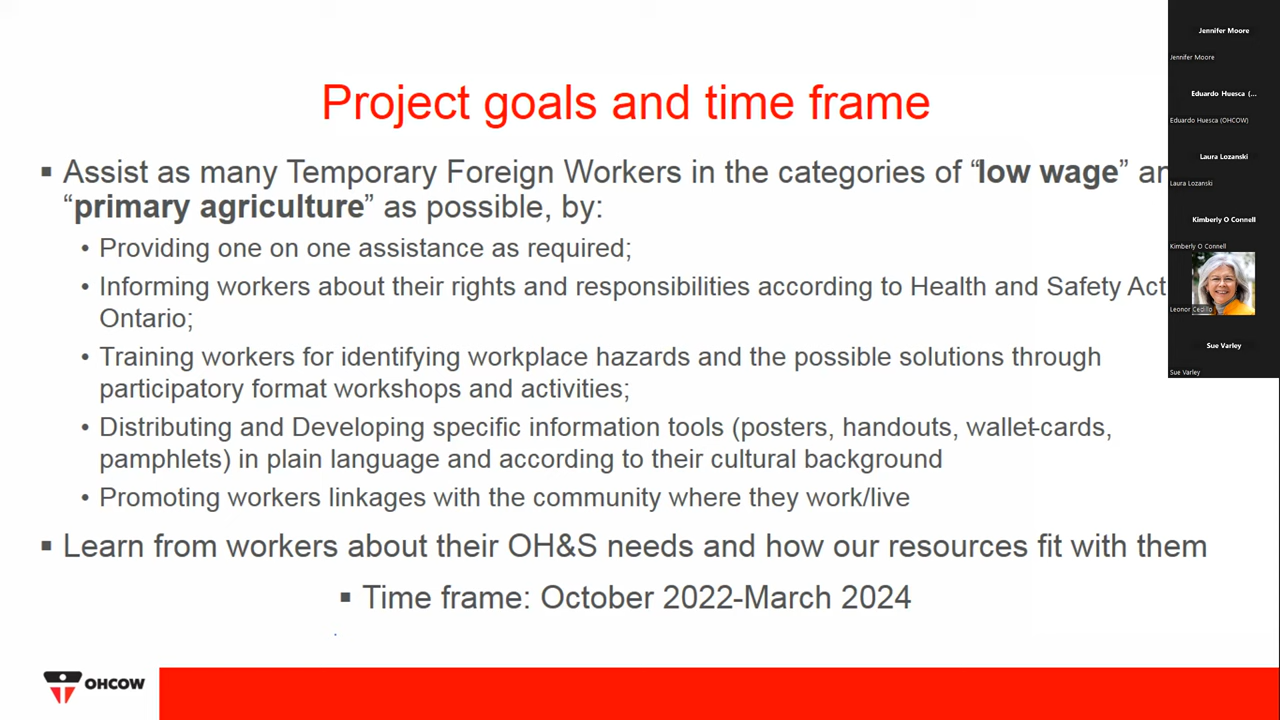 Project goals and time frame
▪ Assist as many Temporary Foreign Workers in the categories of “low wage” an
“primary agriculture” as possible, by:
• Providing one on one assistance as required;
• Informing workers about their rights and responsibilities according to Health and Safety Act
Ontario;
• Training workers for identifying workplace hazards and the possible solutions through
participatory format workshops and activities;
• Distributing and Developing specific information tools (posters, handouts, wallet-cards,
pamphlets) in plain language and according to their cultural background
• Promoting workers linkages with the community where they work/live
▪ Learn from workers about their OH&S needs and how our resources fit with them
▪ Time frame: October 2022-March 2024
OHCOW
Jennifer Moore
Jennifer Moore
Eduardo Huesca (...
Eduardo Huesca (OHCOW)
Laura Lozanski
Laura Lozanski
Kimberly O Connell
Kimberly O Connell
Leonor Cedillo
Sue Varley
Sue Varley